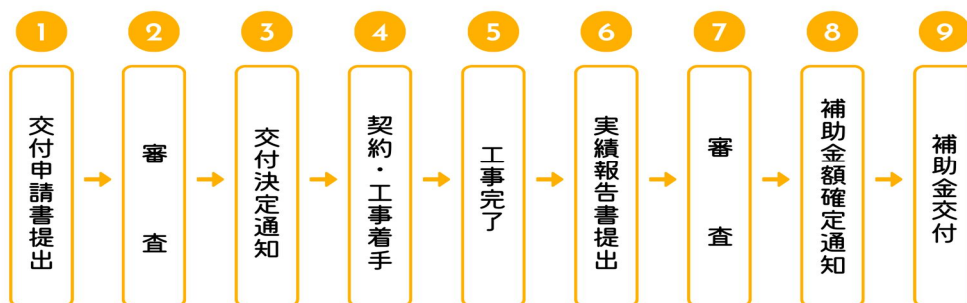 1
交付申請書提出
2
審査
3
交付決定通知
4
契約・工事着手
5
工事完了
6
実績報告書提出
7
審査
8
補助金額確定通知
9
補助金交付